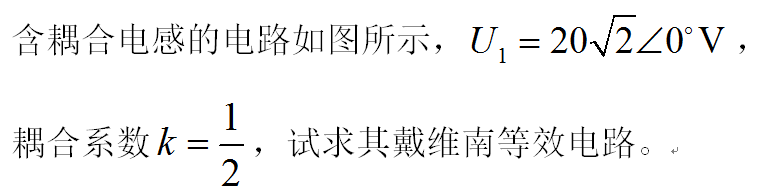 含耦合电感的电路如图所示，U₁ = 20√2∠0°V，
耦合系数 k = 1/2，试求其戴维南等效电路。